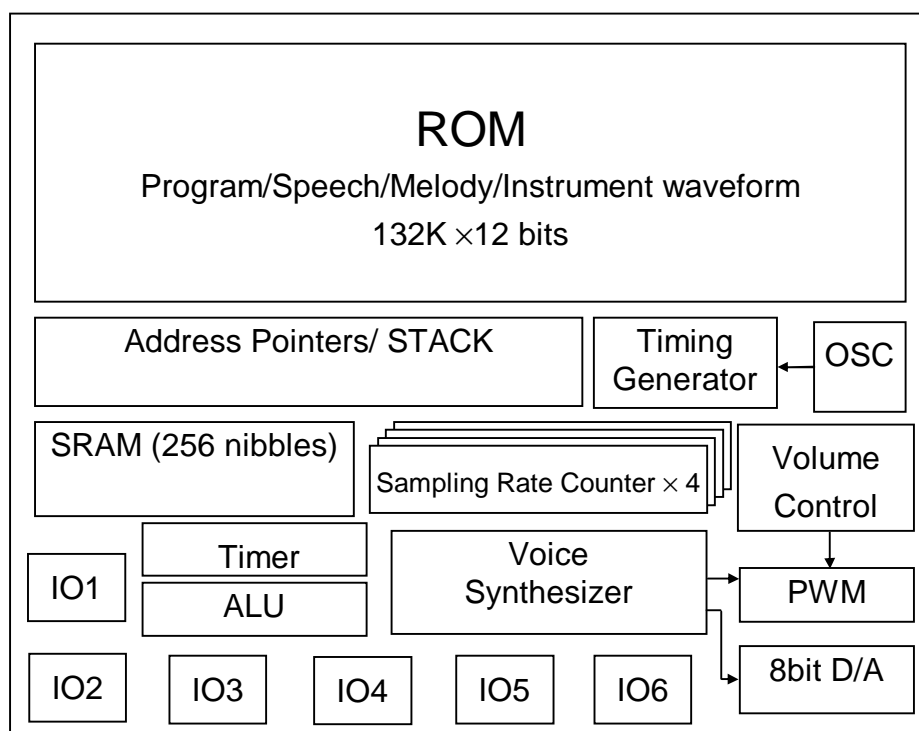 ROM
Program/Speech/Melody/Instrument waveform
132K ×12 bits
Address Pointers/ STACK
Timing
Generator
OSC
SRAM (256 nibbles)
Sampling Rate Counter × 4
Volume
Control
Timer
ALU
Voice
Synthesizer
PWM
IO1
8bit D/A
IO2
IO3
IO4
IO5
IO6